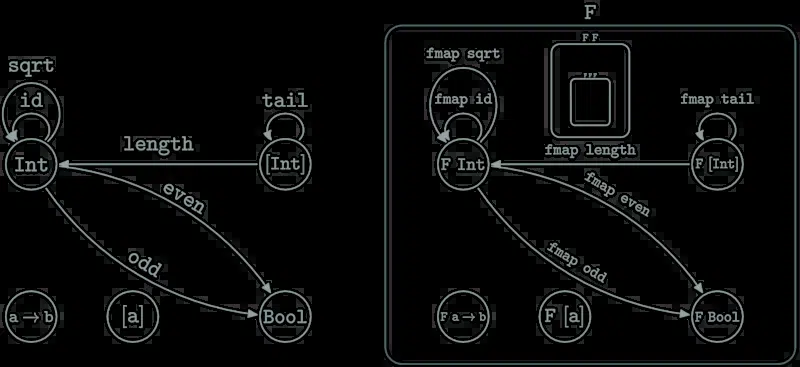 F
F F
F F F
sqrt
id
tail
length
Int
[Int]
even
odd
a → b
[a]
Bool
fmap sqrt
fmap id
fmap tail
fmap length
F Int
F [Int]
fmap even
fmap odd
F a → b
F [a]
F Bool